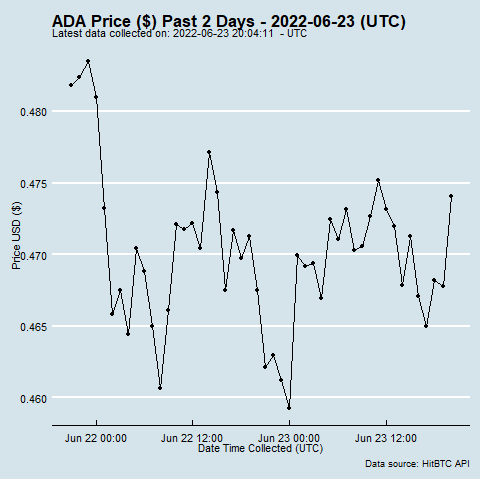 ADA Price ($) Past 2 Days - 2022-06-23 (UTC)
Latest data collected on: 2022-06-23 20:04:11 - UTC
0.480
0.475
0.470
0.465
0.460
Price USD ($)
Jun 22 00:00 Jun 22 12:00 Jun 23 00:00 Jun 23 12:00
Date Time Collected (UTC)
Data source: HitBTC API